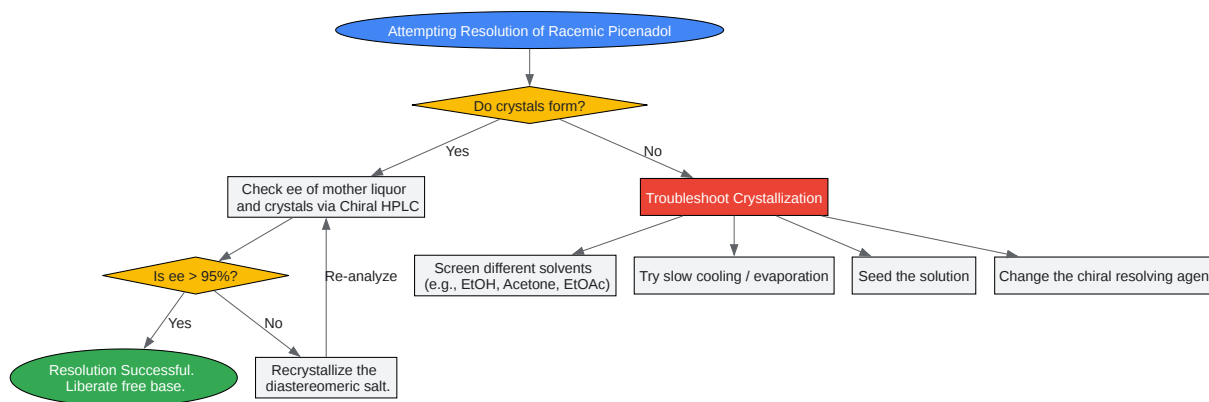 Attempting Resolution of Racemic Picenadol
Do crystals form?
Yes
No
Check ee of mother liquor
and crystals via Chiral HPLC
Troubleshoot Crystallization
Is ee > 95%?
Re-analyze
Screen different solvents
(e.g., EtOH, Acetone, EtOAc)
Try slow cooling / evaporation
Seed the solution
Change the chiral resolving agen
Yes
No
Resolution Successful.
Liberate free base.
Recrystallize the
diastereomeric salt.